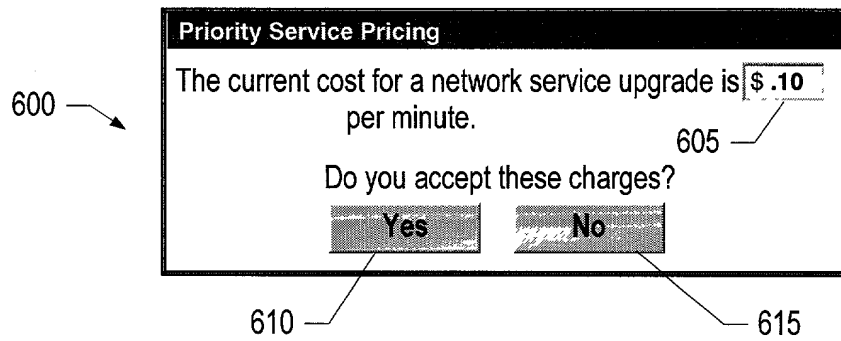 Priority Service Pricing
The current cost for a network service upgrade is $ .10
per minute.
600
605
Do you accept these charges?
Yes No
610 615